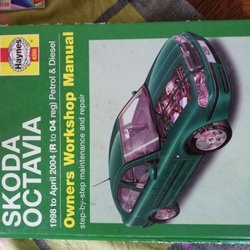 Haynes
4285
SKODA
OCTAVIA
1998 to April 2004 (R to 04 reg) Petrol & Diesel
Owners Workshop Manual
step-by-step maintenance and repair